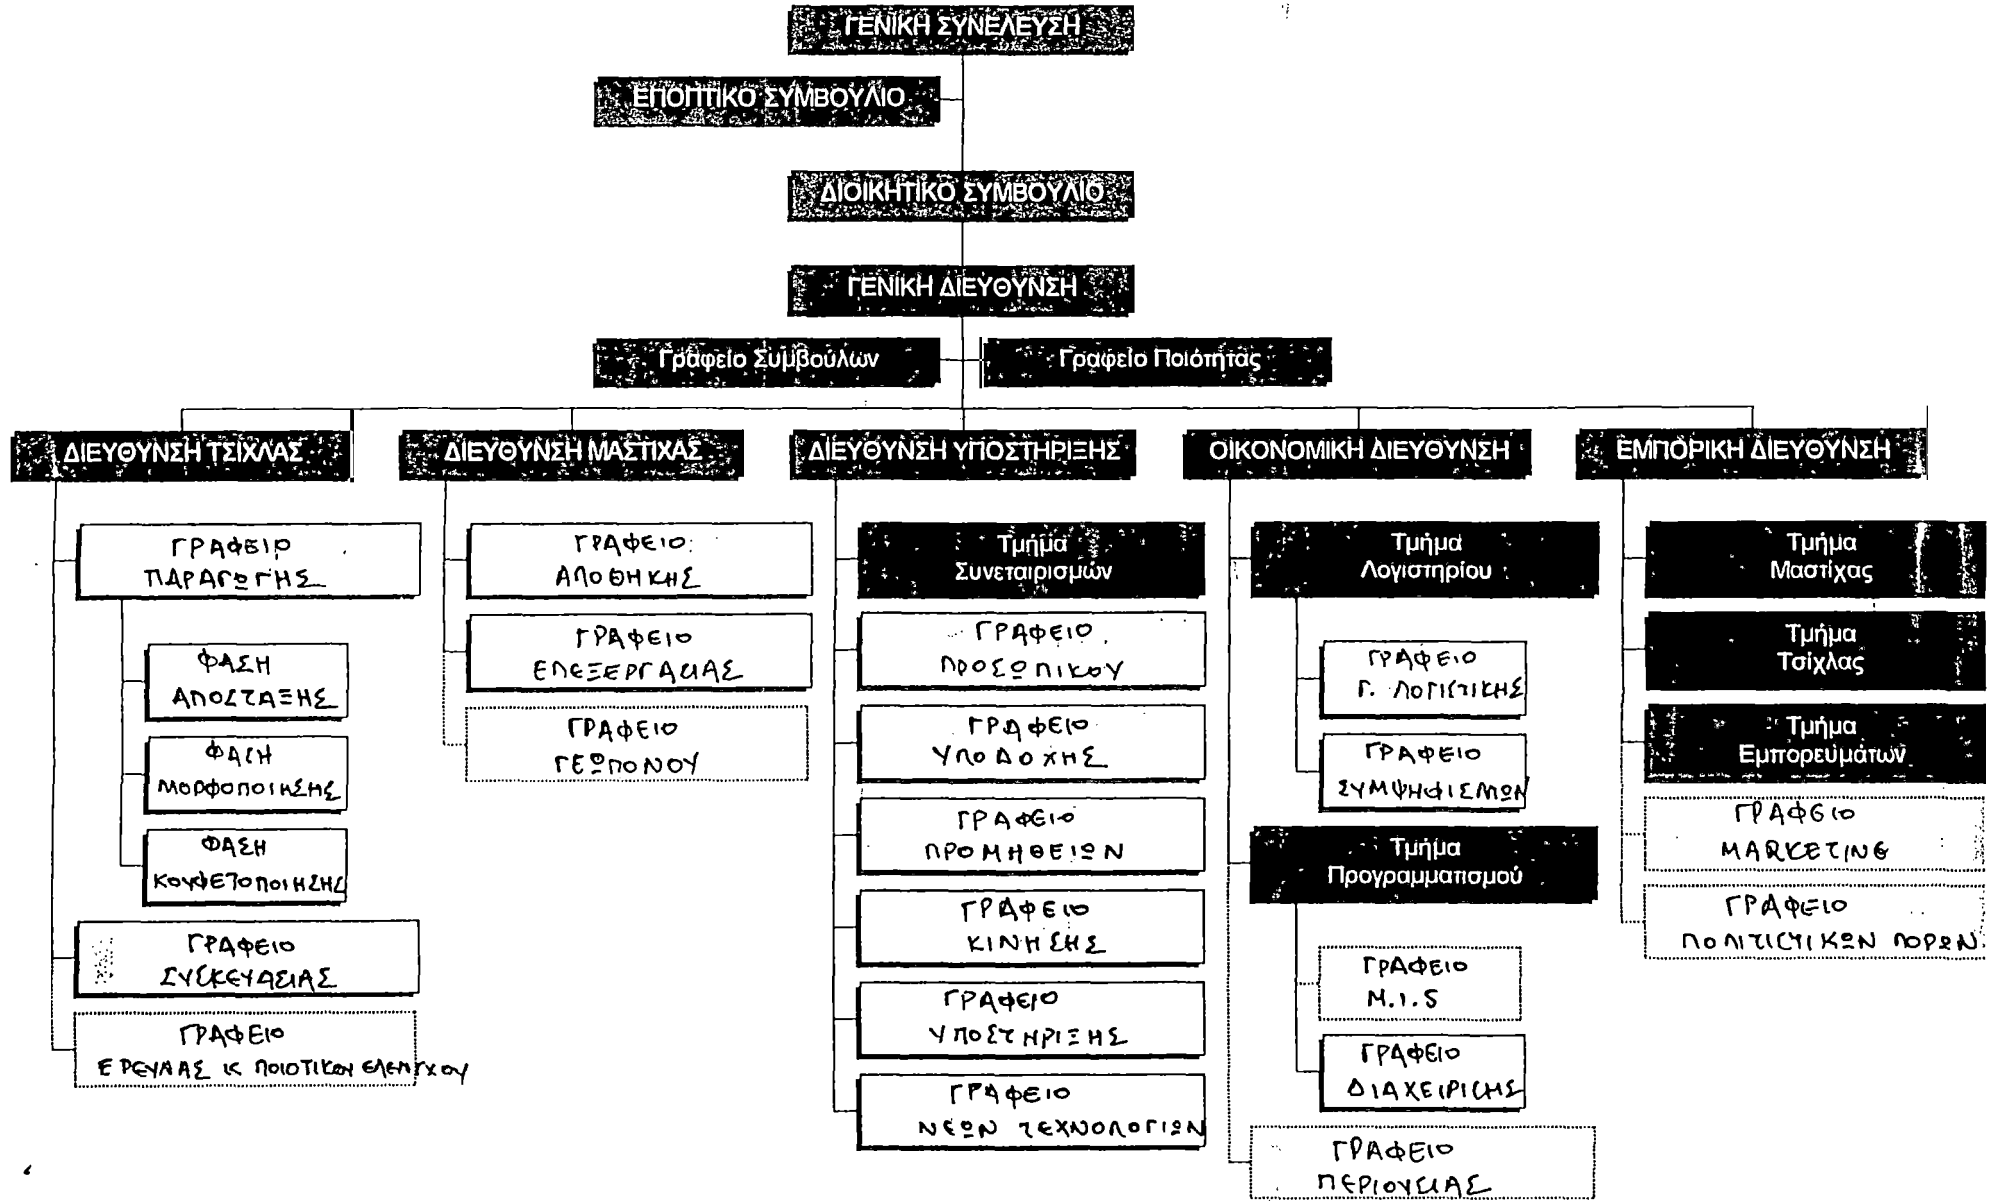 ΓΕΝΙΚΗ ΣΥΝΕΛΕΥΣΗ
ΕΠΟΠΤΙΚΟ ΣΥΜΒΟΥΛΙΟ
ΔΙΟΙΚΗΤΙΚΟ ΣΥΜΒΟΥΛΙΟ
ΓΕΝΙΚΗ ΔΙΕΥΘΥΝΣΗ
Γραφείο Συμβούλων
Γραφείο Ποιότητας
ΔΙΕΥΘΥΝΣΗ ΤΣΙΧΛΑΣ
ΓΡΑΦΕΙΟ
ΠΑΡΑΓΩΓΗΣ
ΦΑΣΗ
ΑΠΟΣΤΑΞΗΣ
ΦΑΣΗ
ΜΟΡΦΟΠΟΙΗΣΗΣ
ΦΑΣΗ
ΚΟΥΦΕΤΟΠΟΙΗΣΗΣ
ΓΡΑΦΕΙΟ
ΣΥΣΚΕΥΑΣΙΑΣ
ΓΡΑΦΕΙΟ
ΕΡΕΥΝΑΣ Κ ΠΟΙΟΤΙΚΟΥ ΕΛΕΓΧΟΥ
ΔΙΕΥΘΥΝΣΗ ΜΑΣΤΙΧΑΣ
ΓΡΑΦΕΙΟ
ΑΠΟΘΗΚΗΣ
ΓΡΑΦΕΙΟ
ΕΠΕΞΕΡΓΑΣΙΑΣ
ΓΡΑΦΕΙΟ
ΓΕΩΠΟΝΟΥ
ΔΙΕΥΘΥΝΣΗ ΥΠΟΣΤΗΡΙΞΗΣ
Τμήμα
Συνεταιρισμών
ΓΡΑΦΕΙΟ
ΠΡΟΣΩΠΙΚΟΥ
ΓΡΑΦΕΙΟ
ΥΠΟΔΟΧΗΣ
ΓΡΑΦΕΙΟ
ΠΡΟΜΗΘΕΙΩΝ
ΓΡΑΦΕΙΟ
ΚΙΝΗΣΗΣ
ΓΡΑΦΕΙΟ
ΥΠΟΣΤΗΡΙΞΗΣ
ΓΡΑΦΕΙΟ
ΝΕΩΝ ΤΕΧΝΟΛΟΓΙΩΝ
ΟΙΚΟΝΟΜΙΚΗ ΔΙΕΥΘΥΝΣΗ
Τμήμα
Λογιστηρίου
ΓΡΑΦΕΙΟ
Γ. ΛΟΓΙΣΤΙΚΗΣ
ΓΡΑΦΕΙΟ
ΣΥΜΨΗΦΙΣΜΩΝ
Τμήμα
Προγραμματισμού
ΓΡΑΦΕΙΟ
M.I.S
ΓΡΑΦΕΙΟ
ΔΙΑΧΕΙΡΙΣΗΣ
ΓΡΑΦΕΙΟ
ΠΕΡΙΟΥΣΙΑΣ
ΕΜΠΟΡΙΚΗ ΔΙΕΥΘΥΝΣΗ
Τμήμα
Μαστίχας
Τμήμα
Τσίχλας
Τμήμα
Εμπορευμάτων
ΓΡΑΦΕΙΟ
MARKETING
ΓΡΑΦΕΙΟ
ΠΟΛΙΤΙΣΤΙΚΩΝ ΠΟΡΩΝ